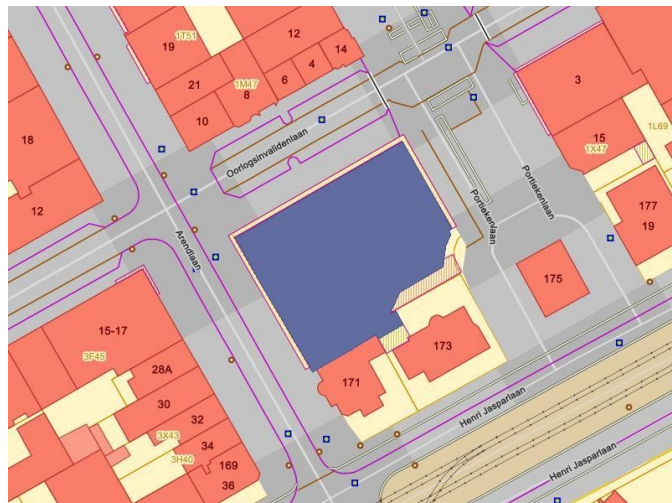 19
1T51
12
14
21
6
4
1M47
8
10
3
15
1L69
1X47
18
12
Oorlogsinvalidenlaan
Portiekenlaan
Portiekenlaan
177
19
Arendlaan
175
15-17
3F45
28A
30
32
3X43
34
3H40
169
36
171
173
Henri Jasparlaan
Henri Jasparlaan